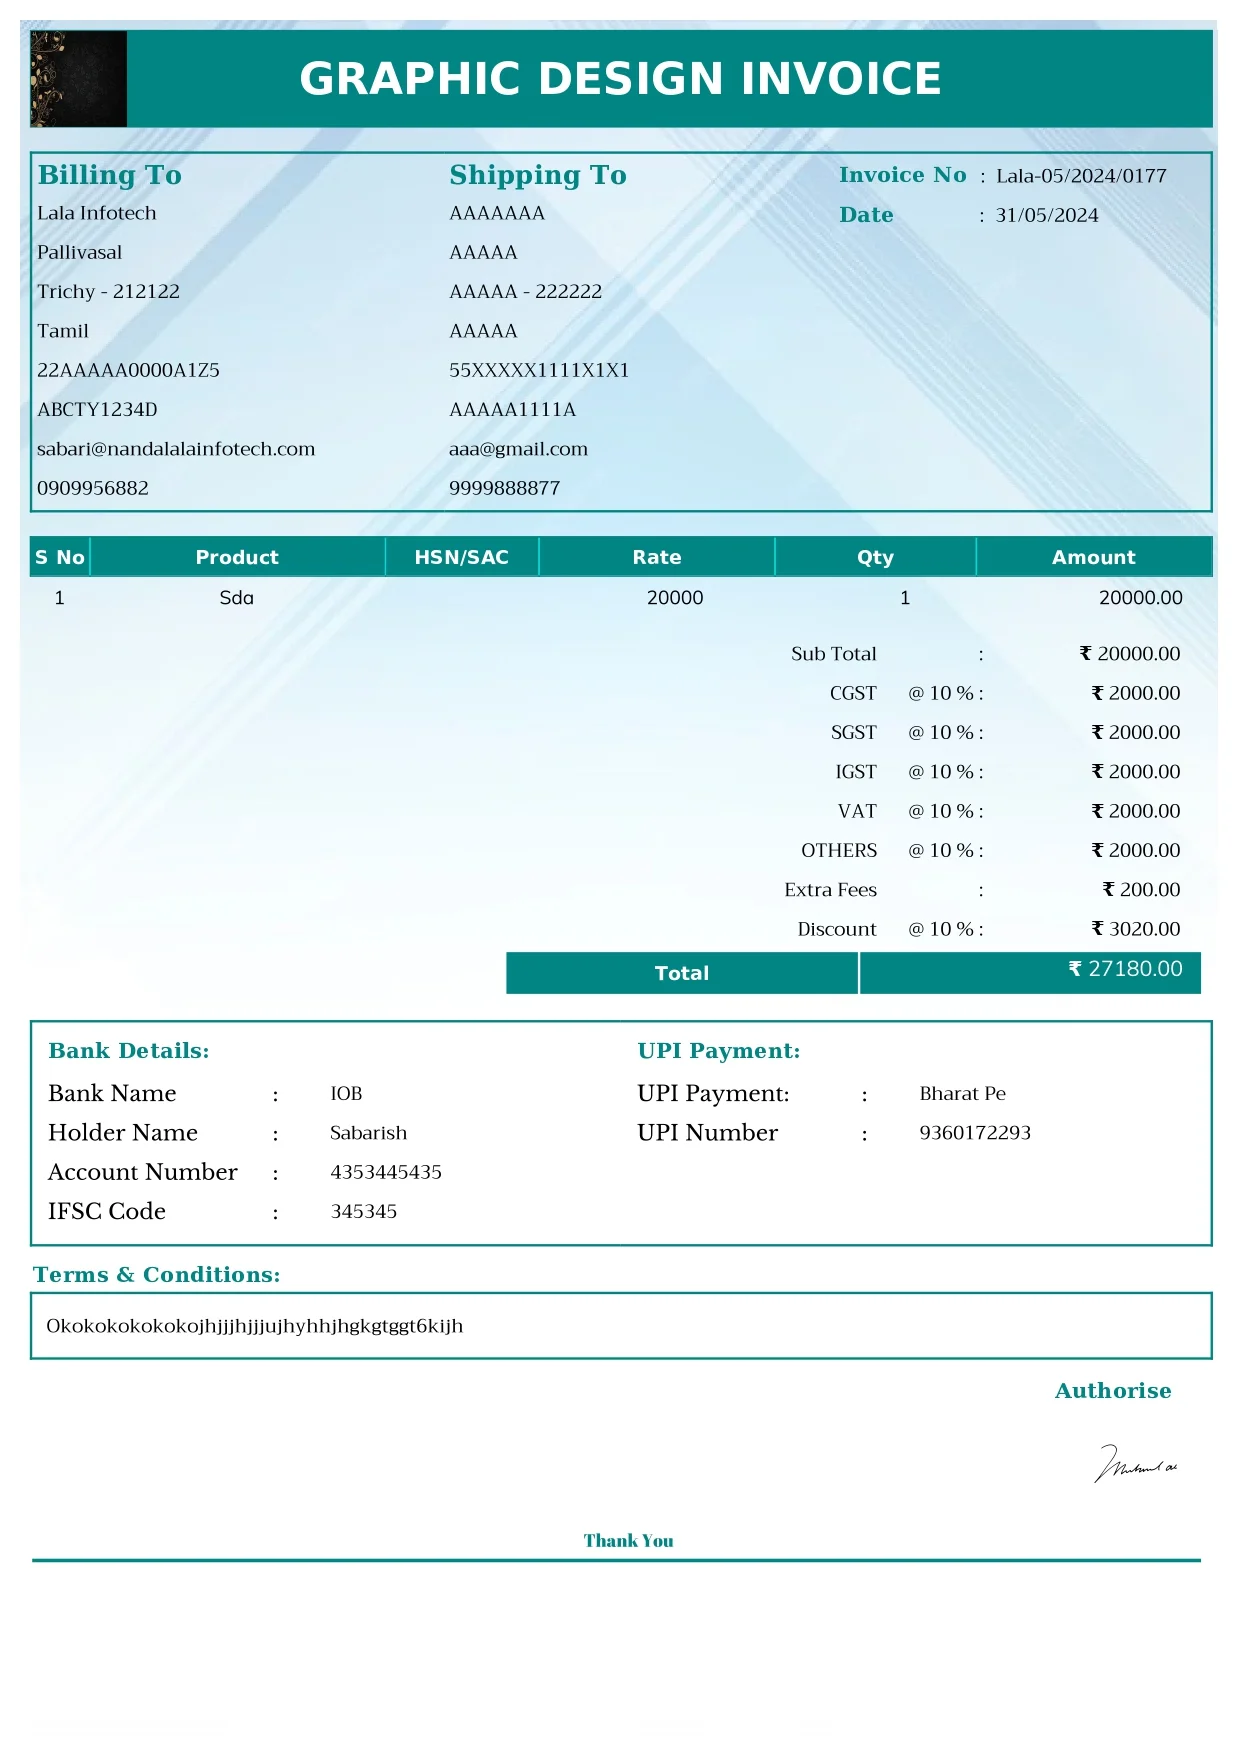 GRAPHIC DESIGN INVOICE
Billing To
Lala Infotech
Pallivasal
Trichy - 212122
Tamil
22AAAAA0000A1Z5
ABCTY1234D
sabari@nandalalainfotech.com
0909956882
Shipping To
AAAAAAA
AAAAA
AAAAA - 222222
AAAAA
55XXXXX1111X1X1
AAAAA1111A
aaa@gmail.com
9999888877
Invoice No : Lala-05/2024/0177
Date : 31/05/2024
S No Product HSN/SAC Rate Qty Amount
1 Sda 20000 1 20000.00
Sub Total : ₹ 20000.00
CGST @ 10 % : ₹ 2000.00
SGST @ 10 % : ₹ 2000.00
IGST @ 10 % : ₹ 2000.00
VAT @ 10 % : ₹ 2000.00
OTHERS @ 10 % : ₹ 2000.00
Extra Fees : ₹ 200.00
Discount @ 10 % : ₹ 3020.00
Total ₹ 27180.00
Bank Details:
Bank Name : IOB
Holder Name : Sabarish
Account Number : 4353445435
IFSC Code : 345345
UPI Payment:
UPI Payment: : Bharat Pe
UPI Number : 9360172293
Terms & Conditions:
Okokokokokokojhjjjhjjjujhyhhjhgkgtggt6kijh
Authorise
Thank You